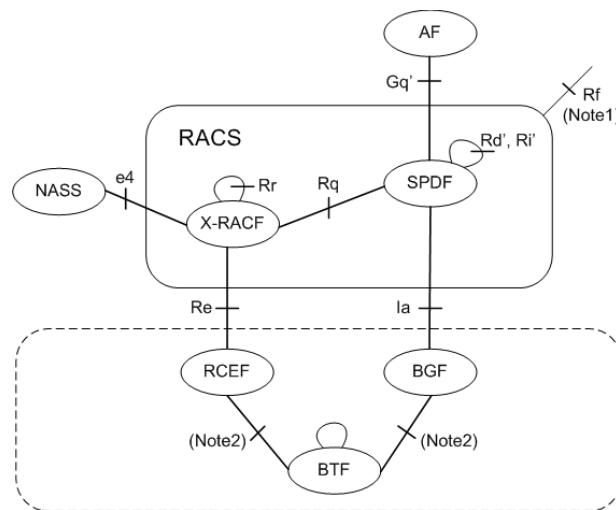 AF
Gq'
Rf
(Note1)
RACS
Rd', Ri'
NASS
e4
Rr
Rq
SPDF
X-RACF
Re
Ia
RCEF
BGF
(Note2)
(Note2)
BTF